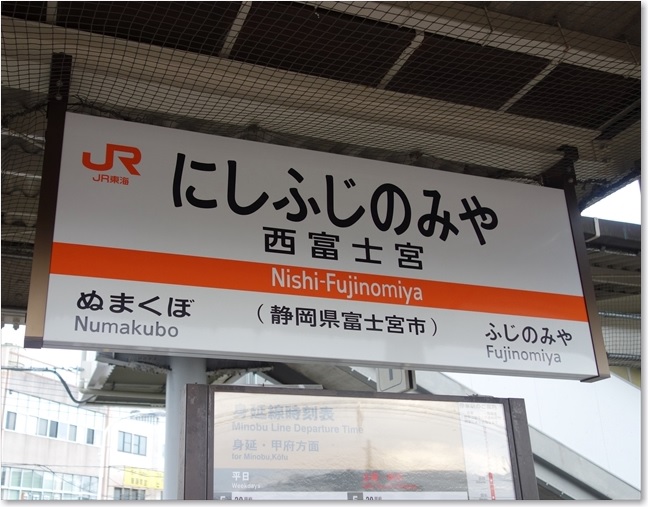 JR
JR東海
にしふじのみや
西富士宮
Nishi-Fujinomiya
ぬまくぼ
Numakubo
(静岡県富士宮市)
ふじのみや
Fujinomiya
身延線時刻表
Minobu Line Departure Time
身延・甲府方面
for Minobu,Kofu
平日
Weekdays